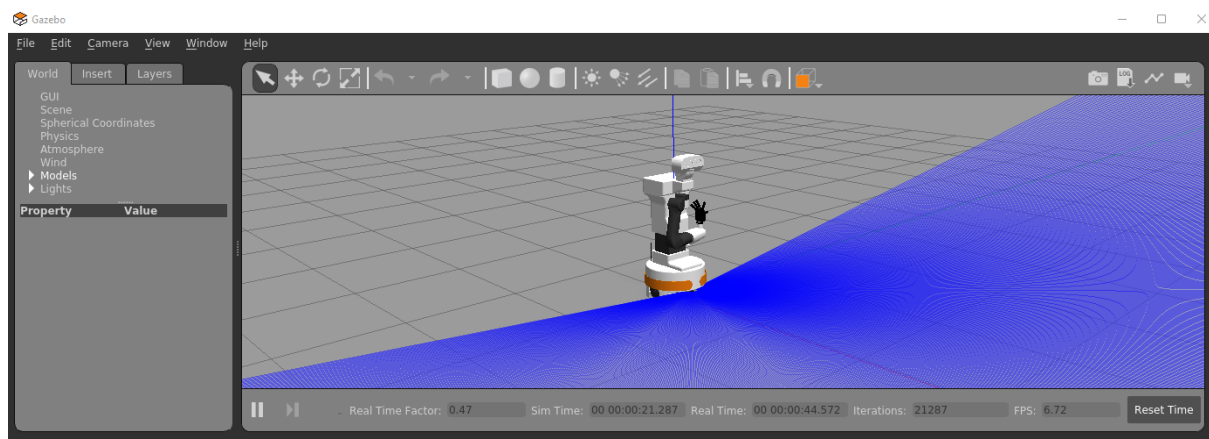 Gazebo
File Edit Camera View Window Help
World Insert Layers
GUI
Scene
Spherical Coordinates
Physics
Atmosphere
Wind
Models
Lights
Property Value
LOG
Real Time Factor: 0.47 Sim Time: 00 00:00:21.287 Real Time: 00 00:00:44.572 Iterations: 21287 FPS: 6.72 Reset Time